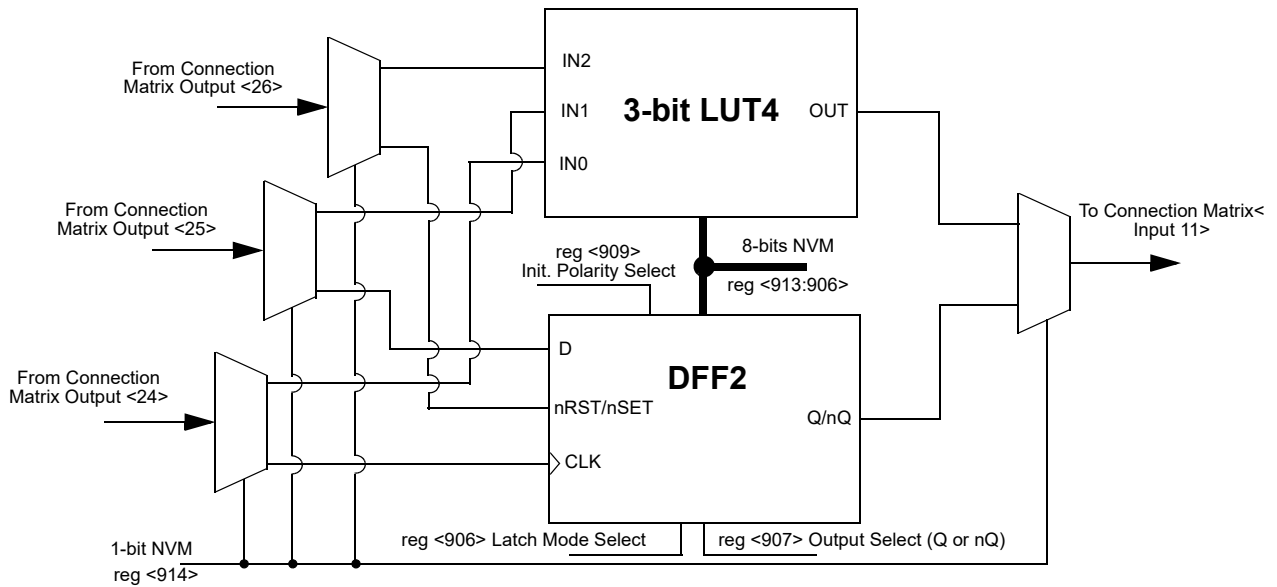 From Connection
Matrix Output <26>
IN2
IN1
IN0
3-bit LUT4
OUT
From Connection
Matrix Output <25>
To Connection Matrix<
Input 11>
reg <909>
Init. Polarity Select
8-bits NVM
reg <913:906>
From Connection
Matrix Output <24>
D
nRST/nSET
CLK
DFF2
Q/nQ
reg <906> Latch Mode Select
reg <907> Output Select (Q or nQ)
1-bit NVM
reg <914>